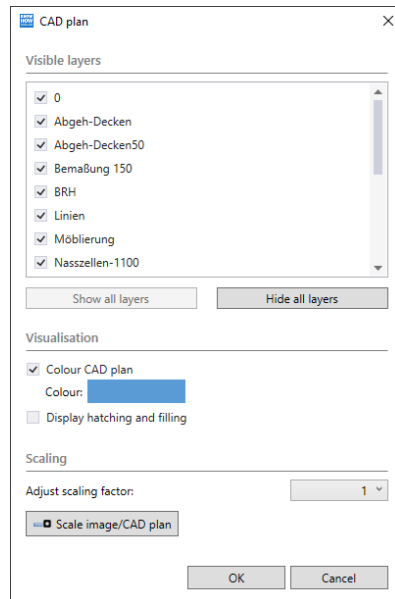 CAD plan
Visible layers
0
Abgeh-Decken
Abgeh-Decken50
Bemaßung 150
BRH
Linien
Möblierung
Nasszellen-1100
Show all layers
Hide all layers
Visualisation
Colour CAD plan
Colour:
Display hatching and filling
Scaling
Adjust scaling factor:
1
Scale image/CAD plan
OK
Cancel